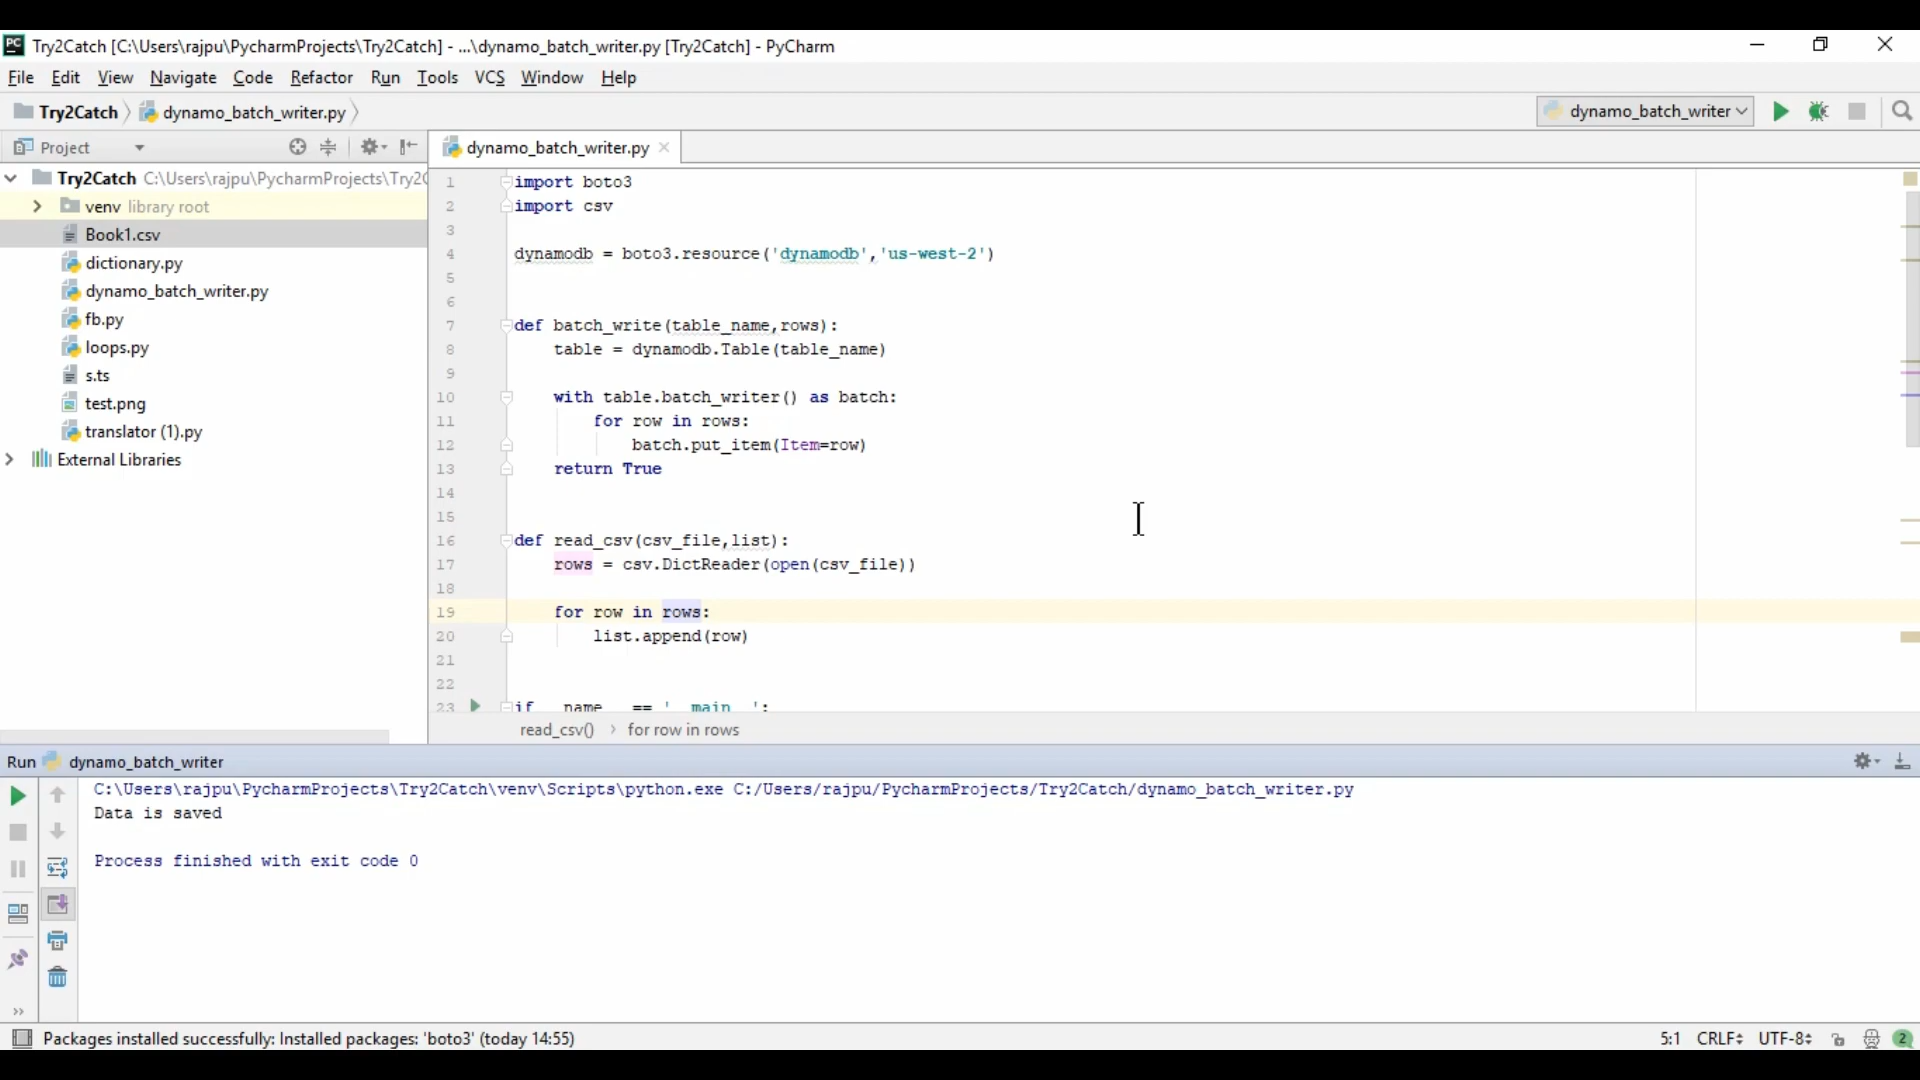 Try2Catch [C:\Users\rajpu\PycharmProjects\Try2Catch] - ...\dynamo_batch_writer.py [Try2Catch] - PyCharm
File Edit View Navigate Code Refactor Run Tools VCS Window Help
Try2Catch dynamo_batch_writer.py dynamo_batch_writer
Project
Try2Catch C:\Users\rajpu\PycharmProjects\Try2C
venv library root
Book1.csv
dictionary.py
dynamo_batch_writer.py
fb.py
loops.py
s.ts
test.png
translator (1).py
External Libraries
dynamo_batch_writer.py
1 import boto3
2 import csv
3
4 dynamodb = boto3.resource('dynamodb','us-west-2')
5
6
7 def batch_write(table_name,rows):
8 table = dynamodb.Table(table_name)
9
10 with table.batch_writer() as batch:
11 for row in rows:
12 batch.put_item(Item=row)
13 return True
14
15
16 def read_csv(csv_file,list):
17 rows = csv.DictReader(open(csv_file))
18
19 for row in rows:
20 list.append(row)
21
22
23 if __name__ == '__main__':
read_csv() for row in rows
Run dynamo_batch_writer
C:\Users\rajpu\PycharmProjects\Try2Catch\venv\Scripts\python.exe C:/Users/rajpu/PycharmProjects/Try2Catch/dynamo_batch_writer.py
Data is saved
Process finished with exit code 0
Packages installed successfully: Installed packages: 'boto3' (today 14:55) 5:1 CRLF UTF-8 2